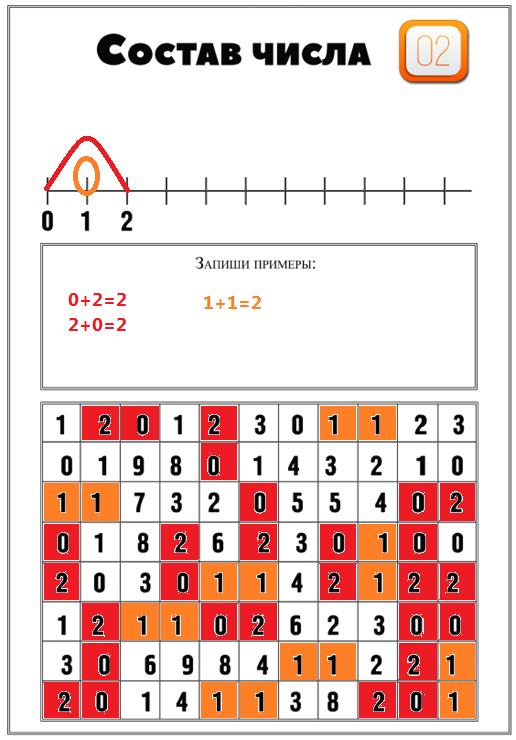 Состав числа 02
0 1 2
Запиши примеры:
0+2=2 1+1=2
2+0=2
1 2 0 1 2 3 0 1 1 2 3
0 1 9 8 0 1 4 3 2 1 0
1 1 7 3 2 0 5 5 4 0 2
0 1 8 2 6 2 3 0 1 0 0
2 0 3 0 1 1 4 2 1 2 2
1 2 1 1 0 2 6 2 3 0 0
3 0 6 9 8 4 1 1 2 2 1
2 0 1 4 1 1 3 8 2 0 1